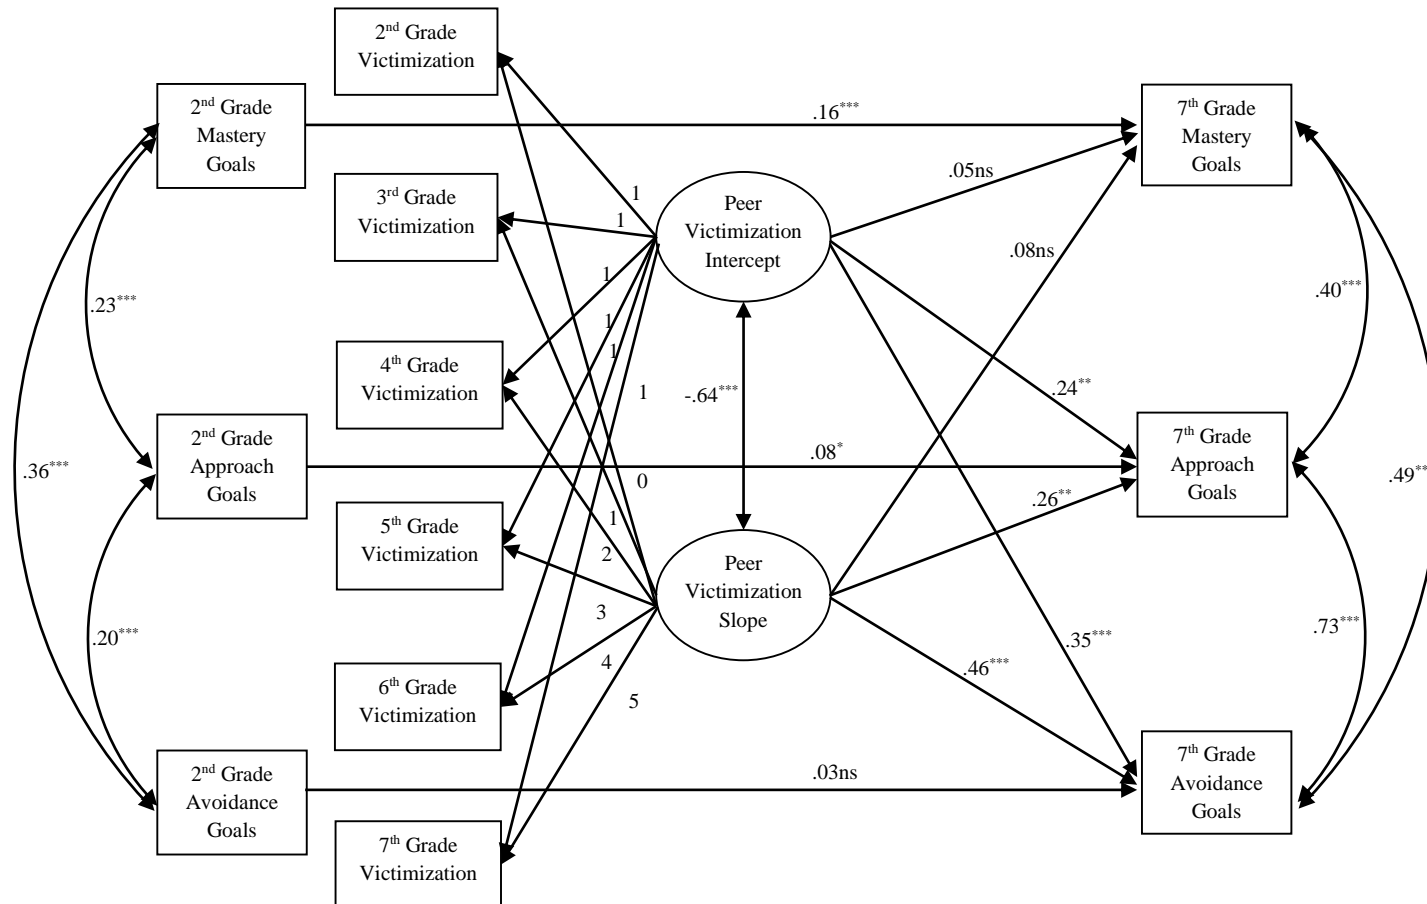 2nd Grade
Victimization
2nd Grade
Mastery
Goals
.16***
7th Grade
Mastery
Goals
3rd Grade
Victimization
1
1
Peer
Victimization
Intercept
.05ns
.08ns
1
.23***
.40***
1
1
4th Grade
Victimization
1
-.64***
.24**
2nd Grade
Approach
Goals
.36***
.08*
7th Grade
Approach
Goals
.49**
0
.26**
1
5th Grade
Victimization
2
Peer
Victimization
Slope
3
.20***
.35***
.73***
4
.46***
6th Grade
Victimization
5
2nd Grade
Avoidance
Goals
.03ns
7th Grade
Avoidance
Goals
7th Grade
Victimization